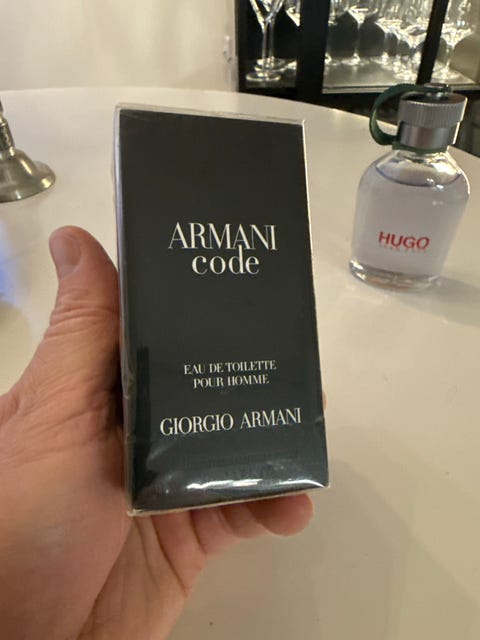 ARMANI
code
EAU DE TOILETTE
POUR HOMME
GIORGIO ARMANI
HUGO